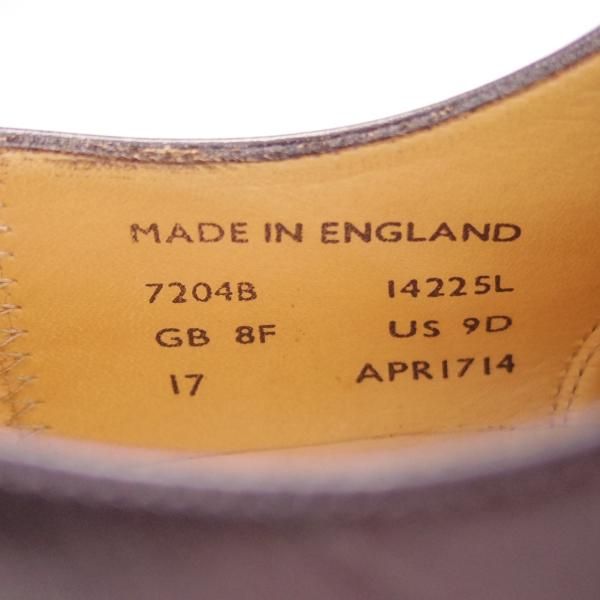 MADE IN ENGLAND
7204B 14225L
GB 8F US 9D
17 APR1714